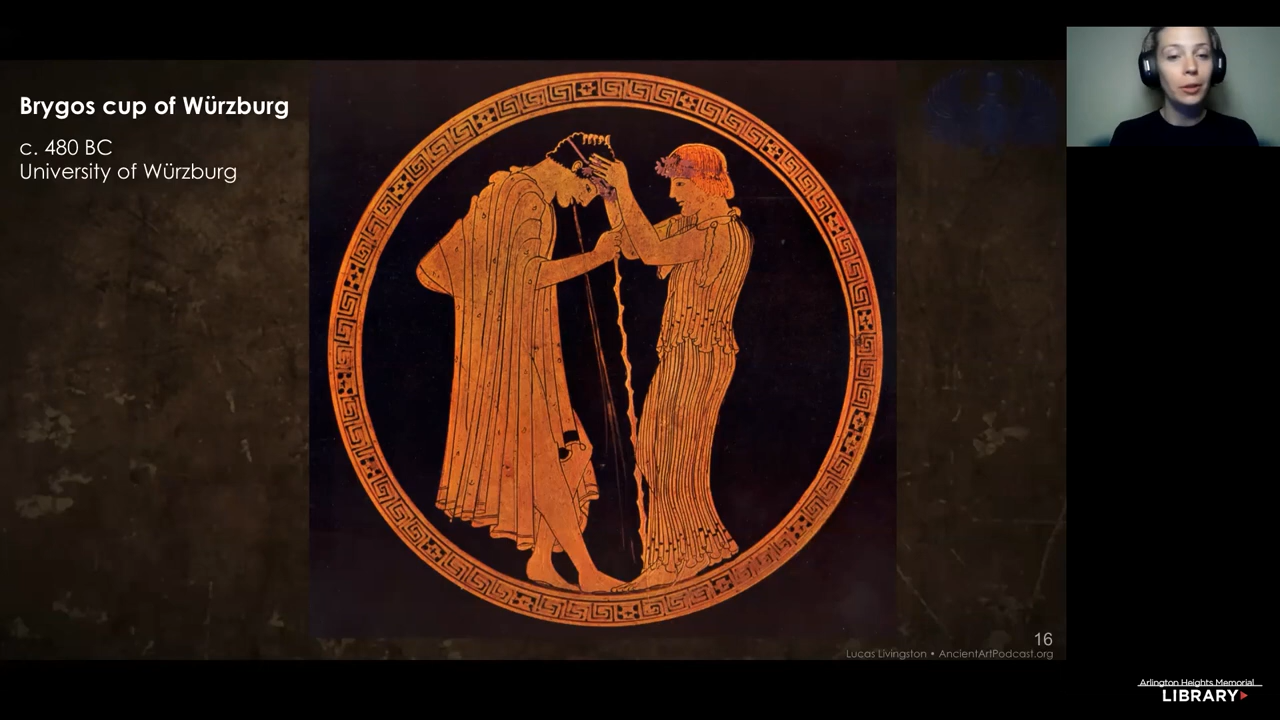 Brygos cup of Würzburg
c. 480 BC
University of Würzburg
16
Lucas Livingston • AncientArtPodcast.org
Arlington Heights Memorial
LIBRARY